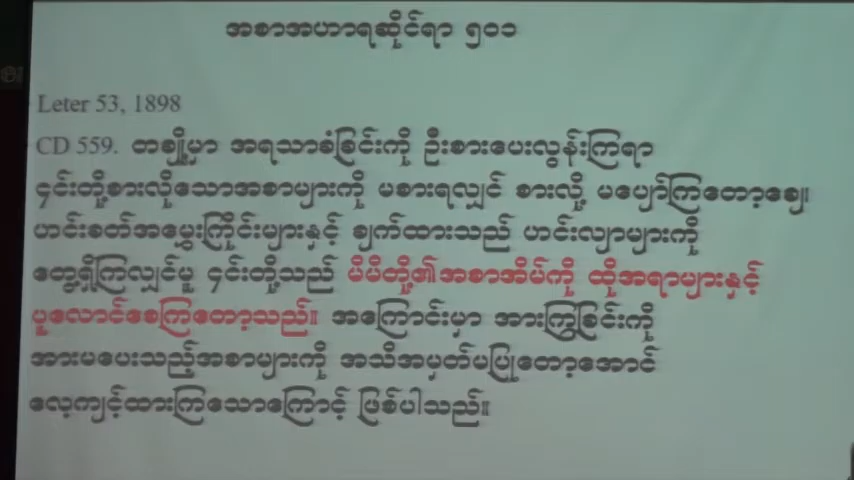 အစာအဟာရဆိုင်ရာ ၅၀၁
Leter 53, 1898
CD 559. တချို့မှာ အရသာခံခြင်းကို ဦးစားပေးလွန်းကြရာ
၄င်းတို့စားလိုသောအစာများကို မစားရလျှင် စားလို့ မပျော်ကြတော့ချေ။
ဟင်းခတ်အမွှေးကြိုင်းများနှင့် ချက်ထားသည် ဟင်းလျာများကို
တွေ့ရှိကြလျှင်မူ ၄င်းတို့သည် မိမိတို့၏အစာအိမ်ကို ထိုအရာများနှင့်
ပူလောင်စေကြတော့သည်။ အကြောင်းမှာ အားကြွခြင်းကို
အားမပေးသည့်အစာများကို အသိအမှတ်မပြုတော့အောင်
လေ့ကျင့်ထားကြသောကြောင့် ဖြစ်ပါသည်။